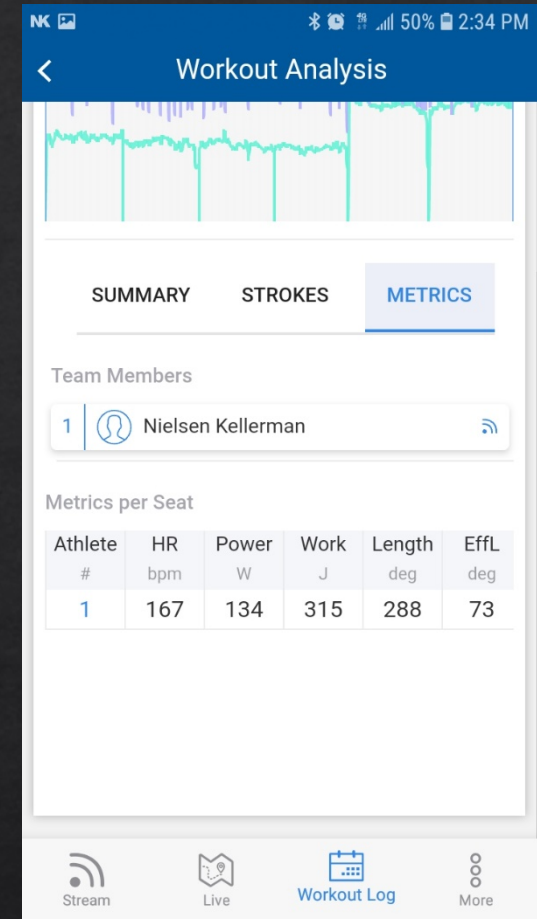 NK 50% 2:34 PM
Workout Analysis
SUMMARY STROKES METRICS
Team Members
1 Nielsen Kellerman
Metrics per Seat
Athlete HR Power Work Length EffL
# bpm W J deg deg
1 167 134 315 288 73
Stream Live Workout Log More